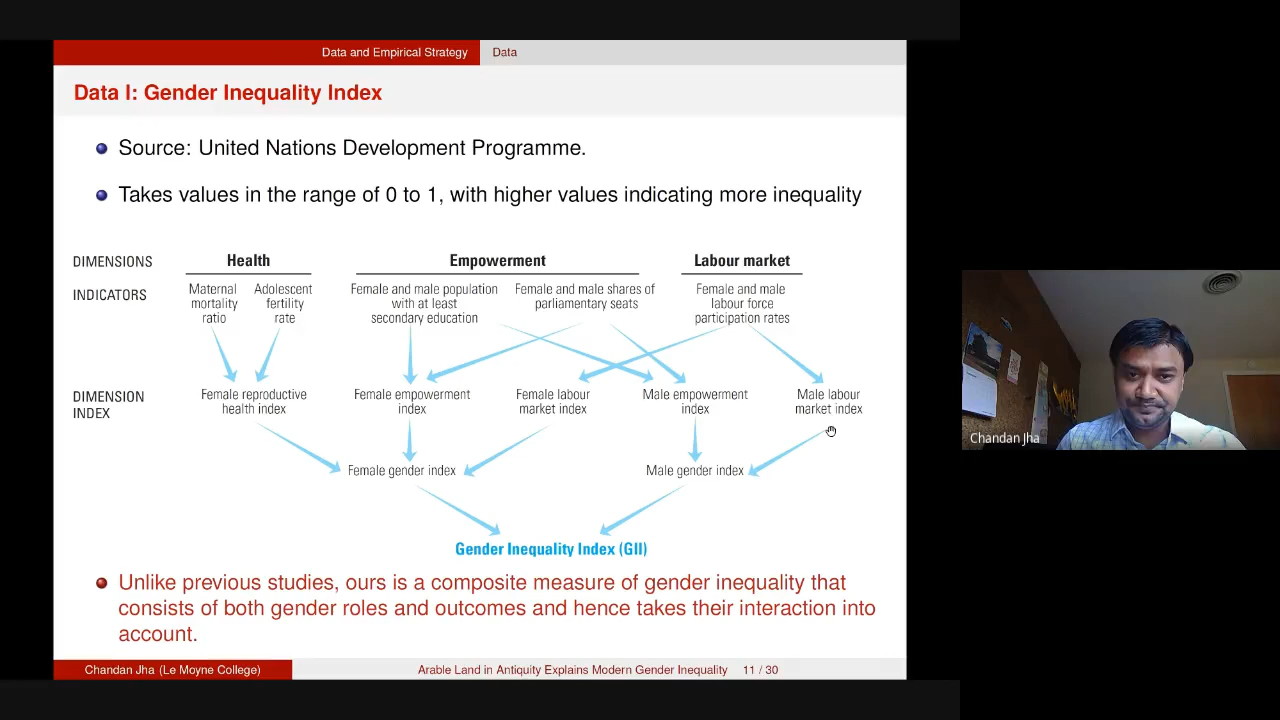 Data and Empirical Strategy Data
Data I: Gender Inequality Index
Source: United Nations Development Programme.
Takes values in the range of 0 to 1, with higher values indicating more inequality
DIMENSIONS Health Empowerment Labour market
INDICATORS
Maternal
mortality
ratio
Adolescent
fertility
rate
Female and male population
with at least
secondary education
Female and male shares of
parliamentary seats
Female and male
labour force
participation rates
DIMENSION
INDEX
Female reproductive
health index
Female empowerment
index
Female labour
market index
Male empowerment
index
Male labour
market index
Female gender index
Male gender index
Gender Inequality Index (GII)
Unlike previous studies, ours is a composite measure of gender inequality that
consists of both gender roles and outcomes and hence takes their interaction into
account.
Chandan Jha (Le Moyne College) Arable Land in Antiquity Explains Modern Gender Inequality 11 / 30
Chandan Jha